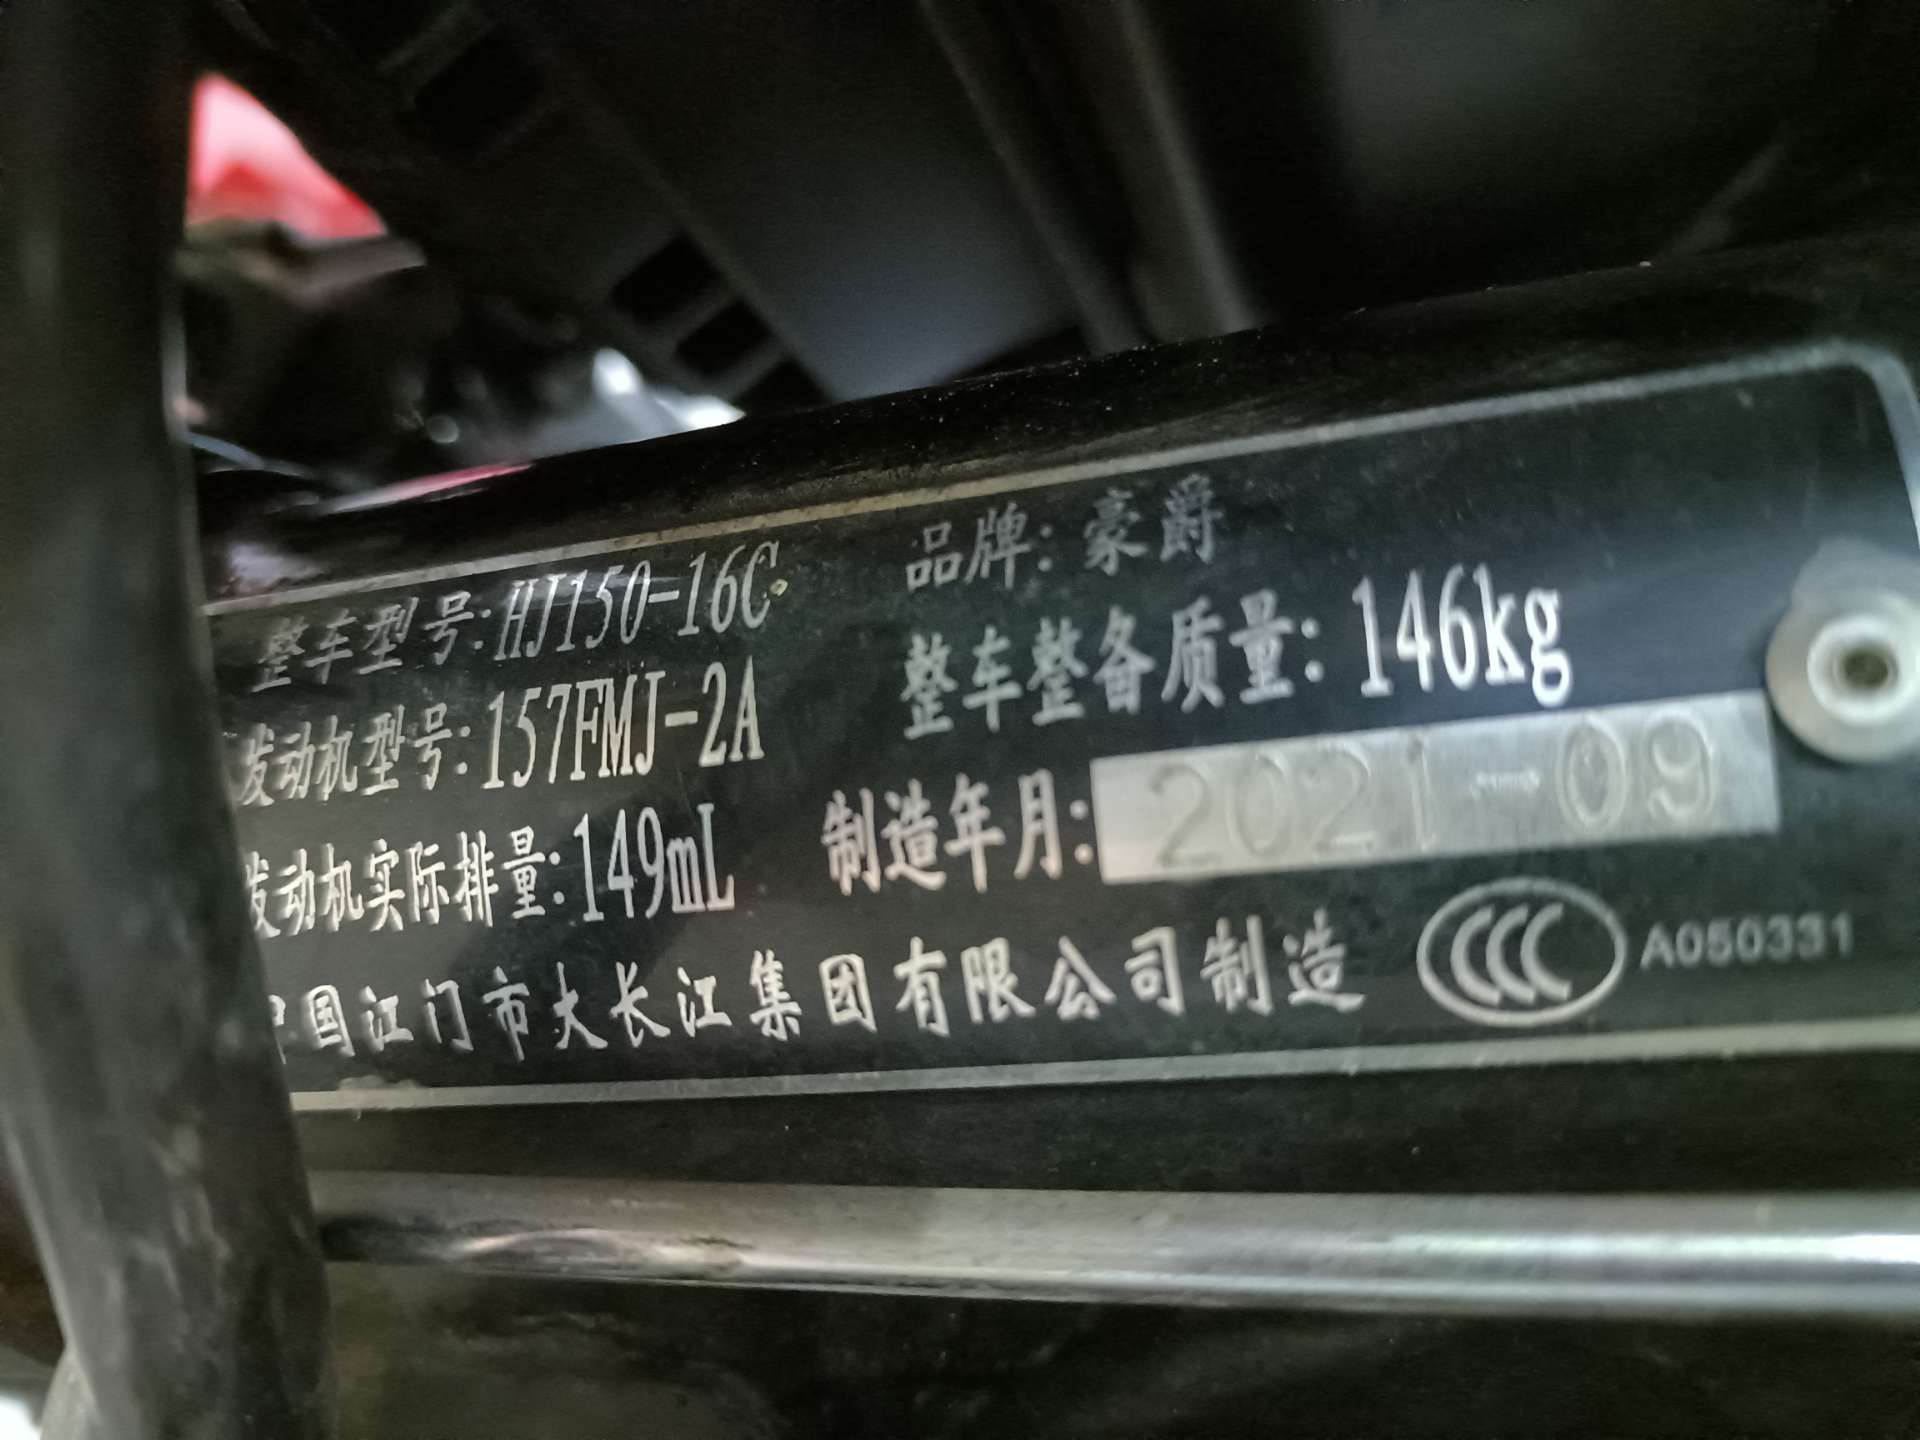 整车型号:HJ150-16C 品牌:豪爵
发动机型号:157FMJ-2A 整车整备质量:146kg
发动机实际排量:149mL 制造年月:2021-09
中国江门市大长江集团有限公司制造 CCC A050331